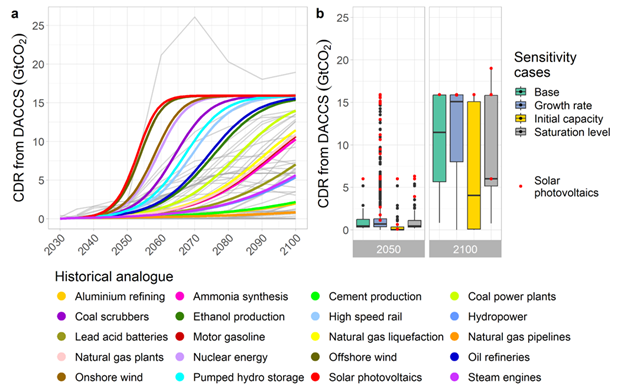 a
CDR from DACCS (GtCO2)
25
20
15
10
5
0
2030
2040
2050
2060
2070
2080
2090
2100
b
CDR from DACCS (GtCO2)
25
20
15
10
5
0
2050
2100
Sensitivity
cases
Base
Growth rate
Initial capacity
Saturation level
Solar
photovoltaics
Historical analogue
Aluminium refining Ammonia synthesis Cement production Coal power plants
Coal scrubbers Ethanol production High speed rail Hydropower
Lead acid batteries Motor gasoline Natural gas liquefaction Natural gas pipelines
Natural gas plants Nuclear energy Offshore wind Oil refineries
Onshore wind Pumped hydro storage Solar photovoltaics Steam engines